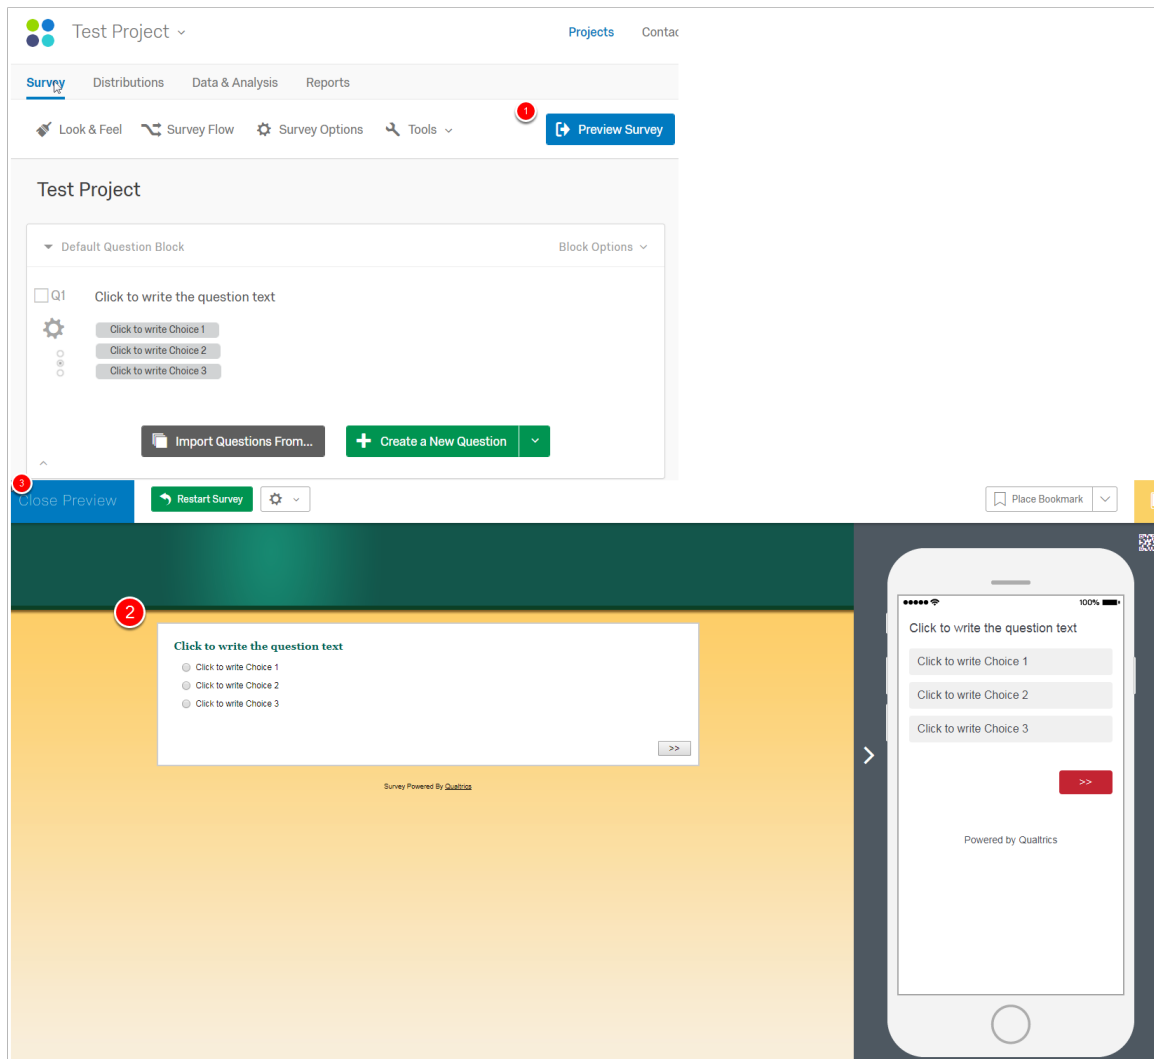 Test Project
Projects Contac
Survey Distributions Data & Analysis Reports
1
Look & Feel Survey Flow Survey Options Tools Preview Survey
Test Project
Default Question Block Block Options
Q1 Click to write the question text
Click to write Choice 1
Click to write Choice 2
Click to write Choice 3
Import Questions From... Create a New Question
3
Close Preview Restart Survey Place Bookmark
2
Click to write the question text
Click to write Choice 1
Click to write Choice 2
Click to write Choice 3
>>
Survey Powered By Qualtrics
100%
Click to write the question text
Click to write Choice 1
Click to write Choice 2
Click to write Choice 3
>>
Powered by Qualtrics